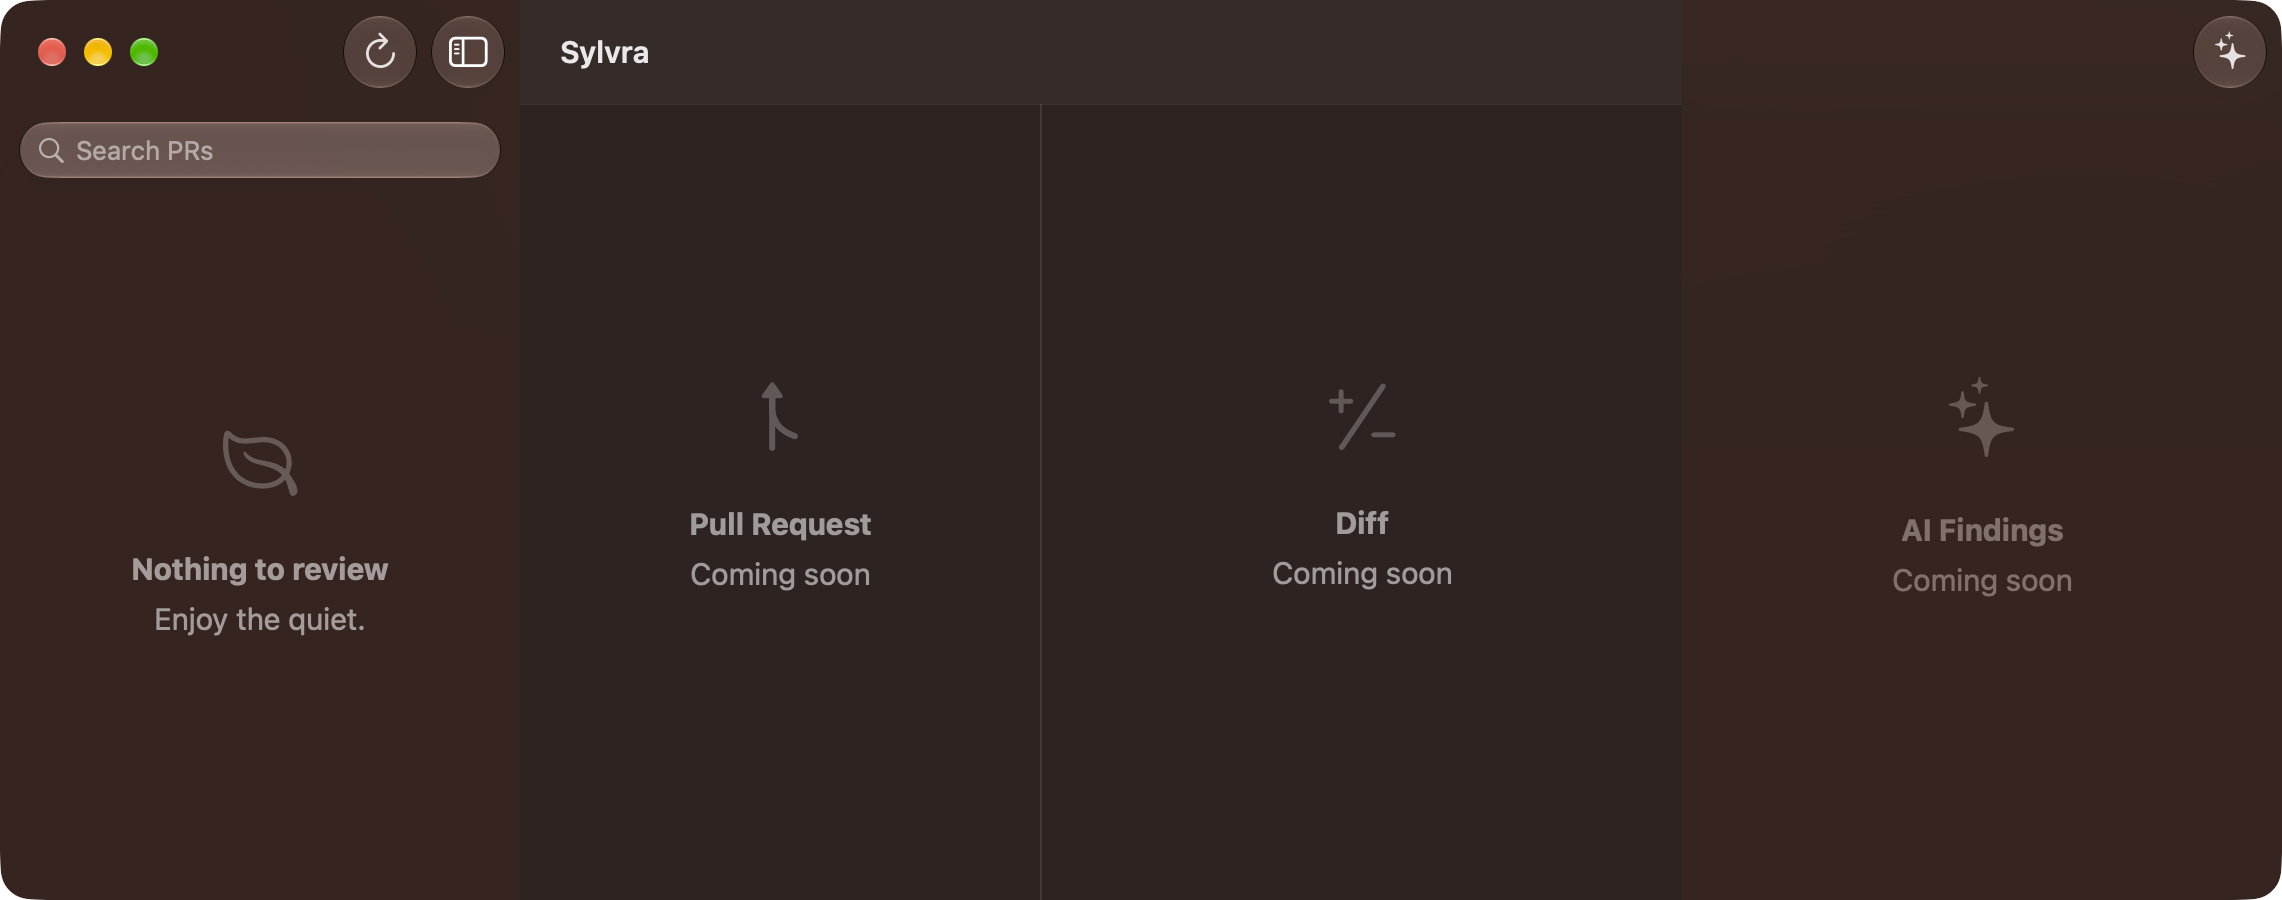 Sylvra
Search PRs
Nothing to review
Enjoy the quiet.
Pull Request
Coming soon
Diff
Coming soon
AI Findings
Coming soon